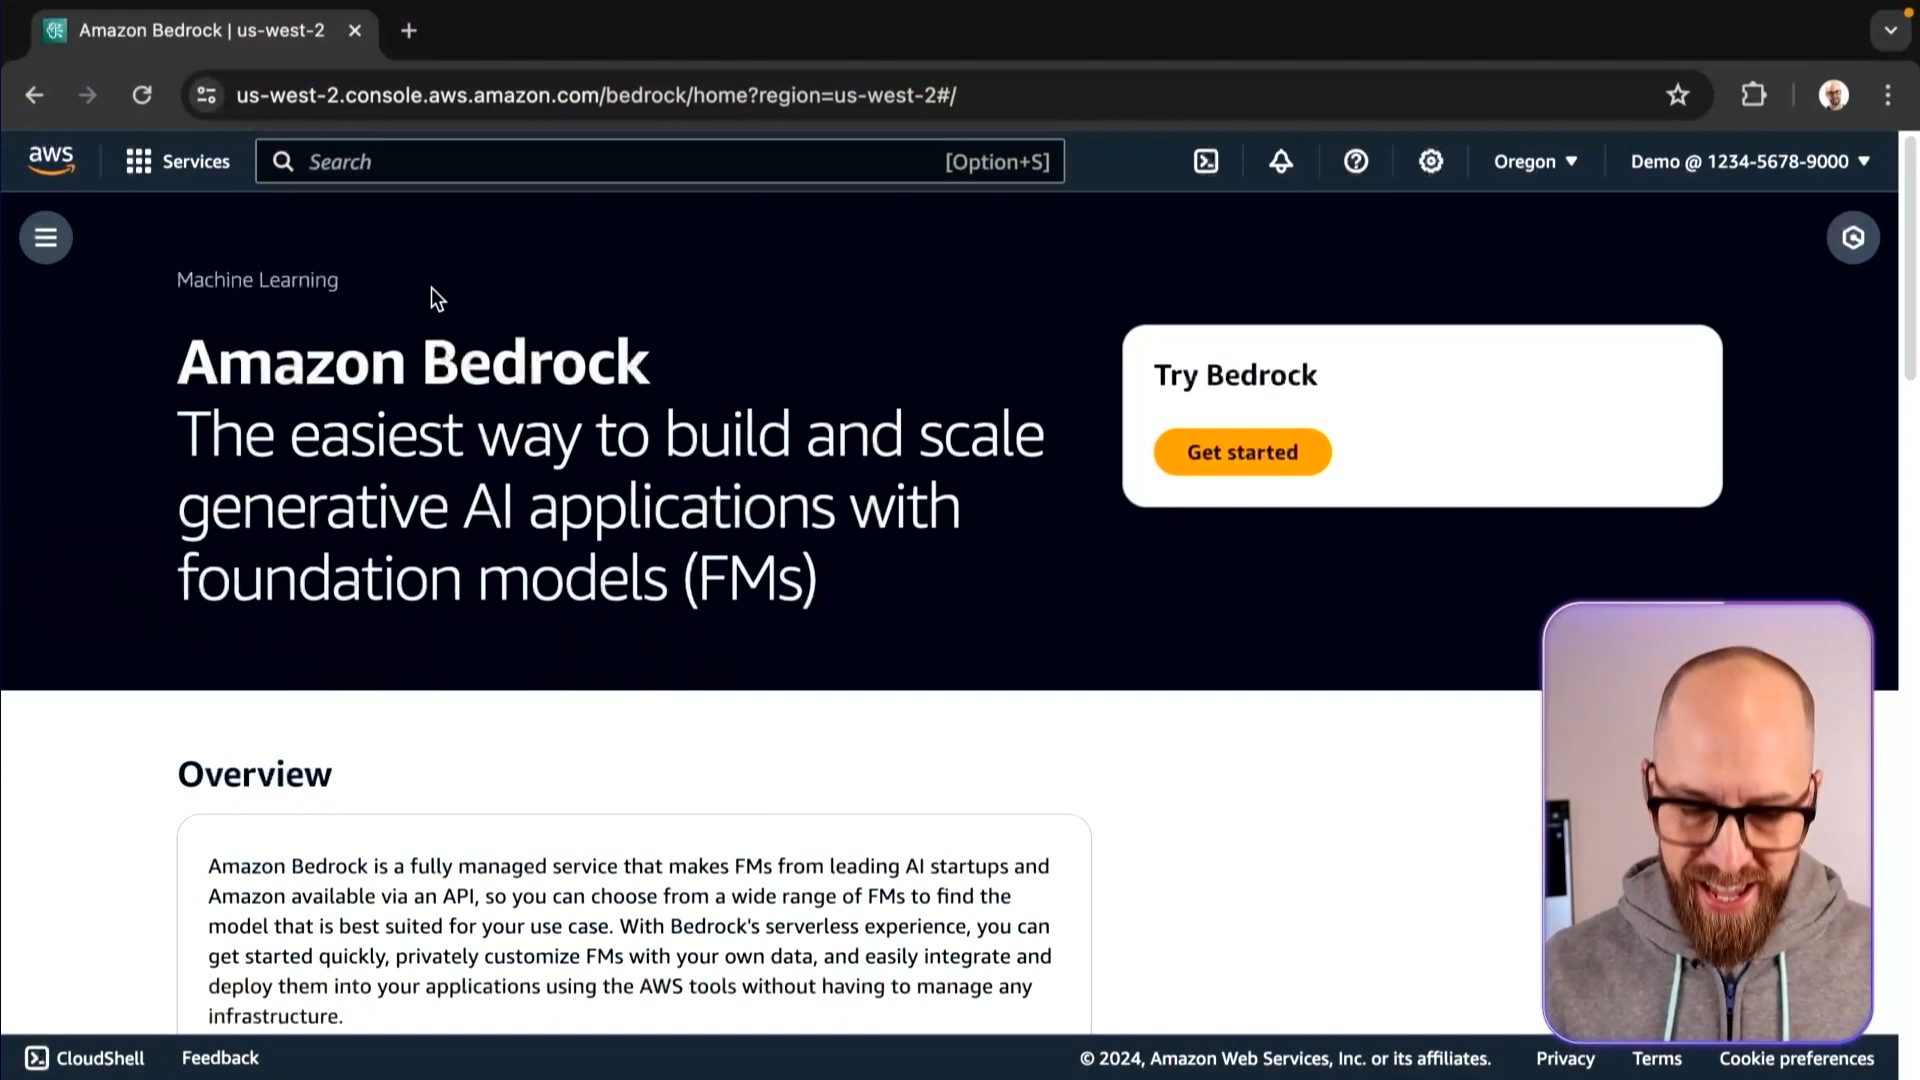 Amazon Bedrock | us-west-2
us-west-2.console.aws.amazon.com/bedrock/home?region=us-west-2#/
aws
Services
Search
[Option+S]
Oregon
Demo @ 1234-5678-9000
Machine Learning
Amazon Bedrock
The easiest way to build and scale
generative AI applications with
foundation models (FMs)
Try Bedrock
Get started
Overview
Amazon Bedrock is a fully managed service that makes FMs from leading AI startups and
Amazon available via an API, so you can choose from a wide range of FMs to find the
model that is best suited for your use case. With Bedrock's serverless experience, you can
get started quickly, privately customize FMs with your own data, and easily integrate and
deploy them into your applications using the AWS tools without having to manage any
infrastructure.
CloudShell
Feedback
© 2024, Amazon Web Services, Inc. or its affiliates.
Privacy
Terms
Cookie preferences